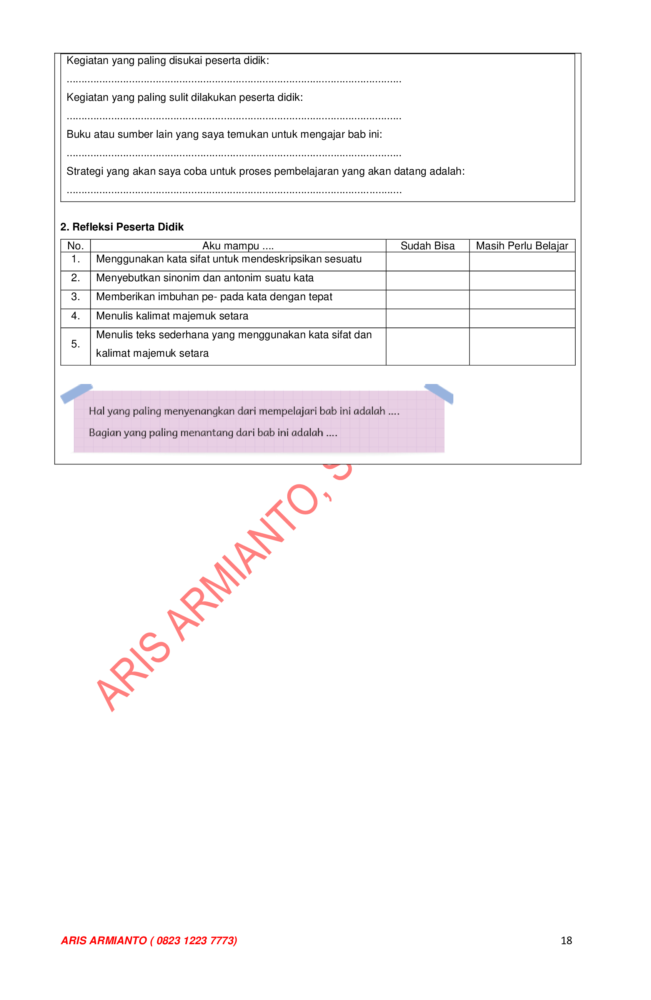 Kegiatan yang paling disukai peserta didik:
................................................................................................................
Kegiatan yang paling sulit dilakukan peserta didik:
................................................................................................................
Buku atau sumber lain yang saya temukan untuk mengajar bab ini:
................................................................................................................
Strategi yang akan saya coba untuk proses pembelajaran yang akan datang adalah:
................................................................................................................
2. Refleksi Peserta Didik
No. Aku mampu .... Sudah Bisa Masih Perlu Belajar
1. Menggunakan kata sifat untuk mendeskripsikan sesuatu
2. Menyebutkan sinonim dan antonim suatu kata
3. Memberikan imbuhan pe- pada kata dengan tepat
4. Menulis kalimat majemuk setara
5. Menulis teks sederhana yang menggunakan kata sifat dan
kalimat majemuk setara
Hal yang paling menyenangkan dari mempelajari bab ini adalah ....
Bagian yang paling menantang dari bab ini adalah ....
ARIS ARMIANTO, S
ARIS ARMIANTO ( 0823 1223 7773) 18